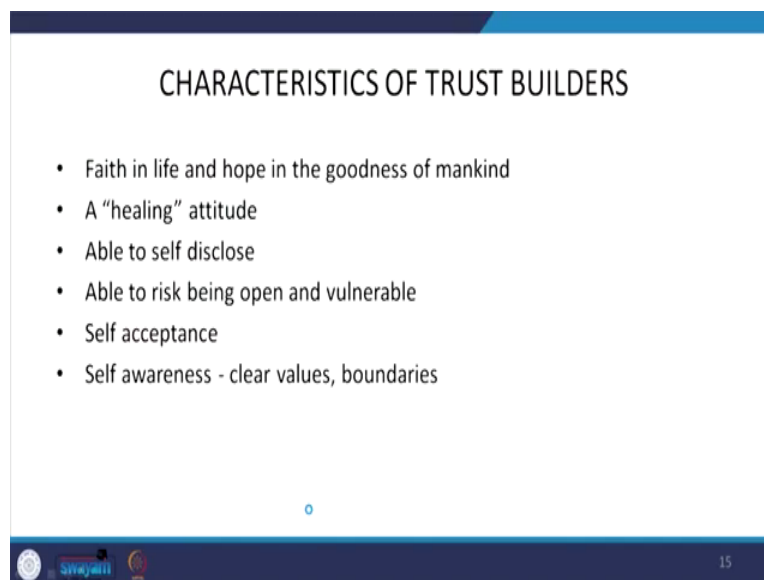 CHARACTERISTICS OF TRUST BUILDERS
• Faith in life and hope in the goodness of mankind
• A “healing” attitude
• Able to self disclose
• Able to risk being open and vulnerable
• Self acceptance
• Self awareness - clear values, boundaries
swayam
15